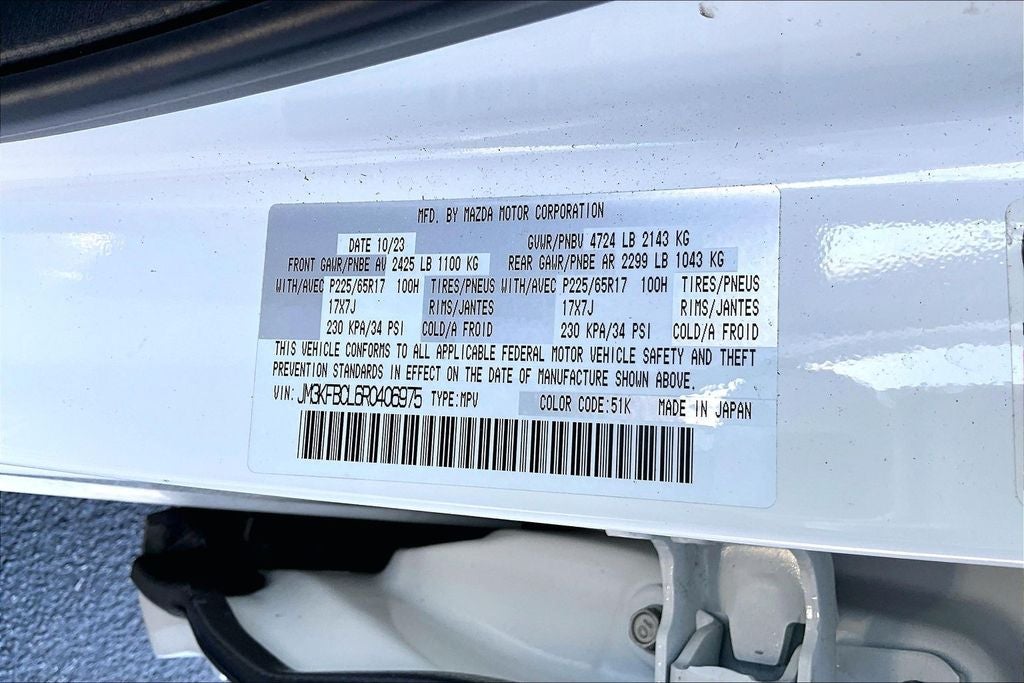 MFD. BY MAZDA MOTOR CORPORATION
DATE 10/23 GVWR/PNBV 4724 LB 2143 KG
FRONT GAWR/PNBE AV 2425 LB 1100 KG REAR GAWR/PNBE AR 2299 LB 1043 KG
WITH/AVEC P225/65R17 100H TIRES/PNEUS WITH/AVEC P225/65R17 100H TIRES/PNEUS
17X7J RIMS/JANTES 17X7J RIMS/JANTES
230 KPA/34 PSI COLD/A FROID 230 KPA/34 PSI COLD/A FROID
THIS VEHICLE CONFORMS TO ALL APPLICABLE FEDERAL MOTOR VEHICLE SAFETY AND THEFT
PREVENTION STANDARDS IN EFFECT ON THE DATE OF MANUFACTURE SHOWN ABOVE.
VIN: JM3KFBCL6R0406975 TYPE:MPV COLOR CODE:51K MADE IN JAPAN